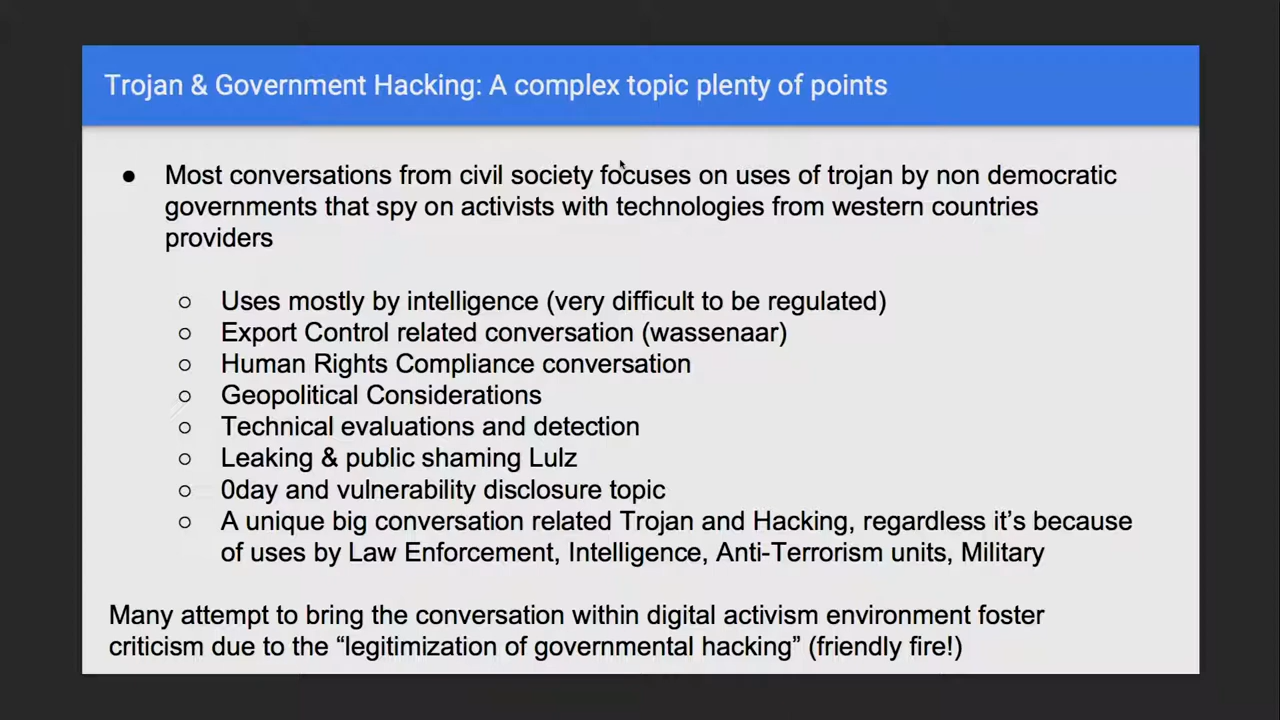 Trojan & Government Hacking: A complex topic plenty of points
● Most conversations from civil society focuses on uses of trojan by non democratic
governments that spy on activists with technologies from western countries
providers
○ Uses mostly by intelligence (very difficult to be regulated)
○ Export Control related conversation (wassenaar)
○ Human Rights Compliance conversation
○ Geopolitical Considerations
○ Technical evaluations and detection
○ Leaking & public shaming Lulz
○ 0day and vulnerability disclosure topic
○ A unique big conversation related Trojan and Hacking, regardless it’s because
of uses by Law Enforcement, Intelligence, Anti-Terrorism units, Military
Many attempt to bring the conversation within digital activism environment foster
criticism due to the “legitimization of governmental hacking” (friendly fire!)